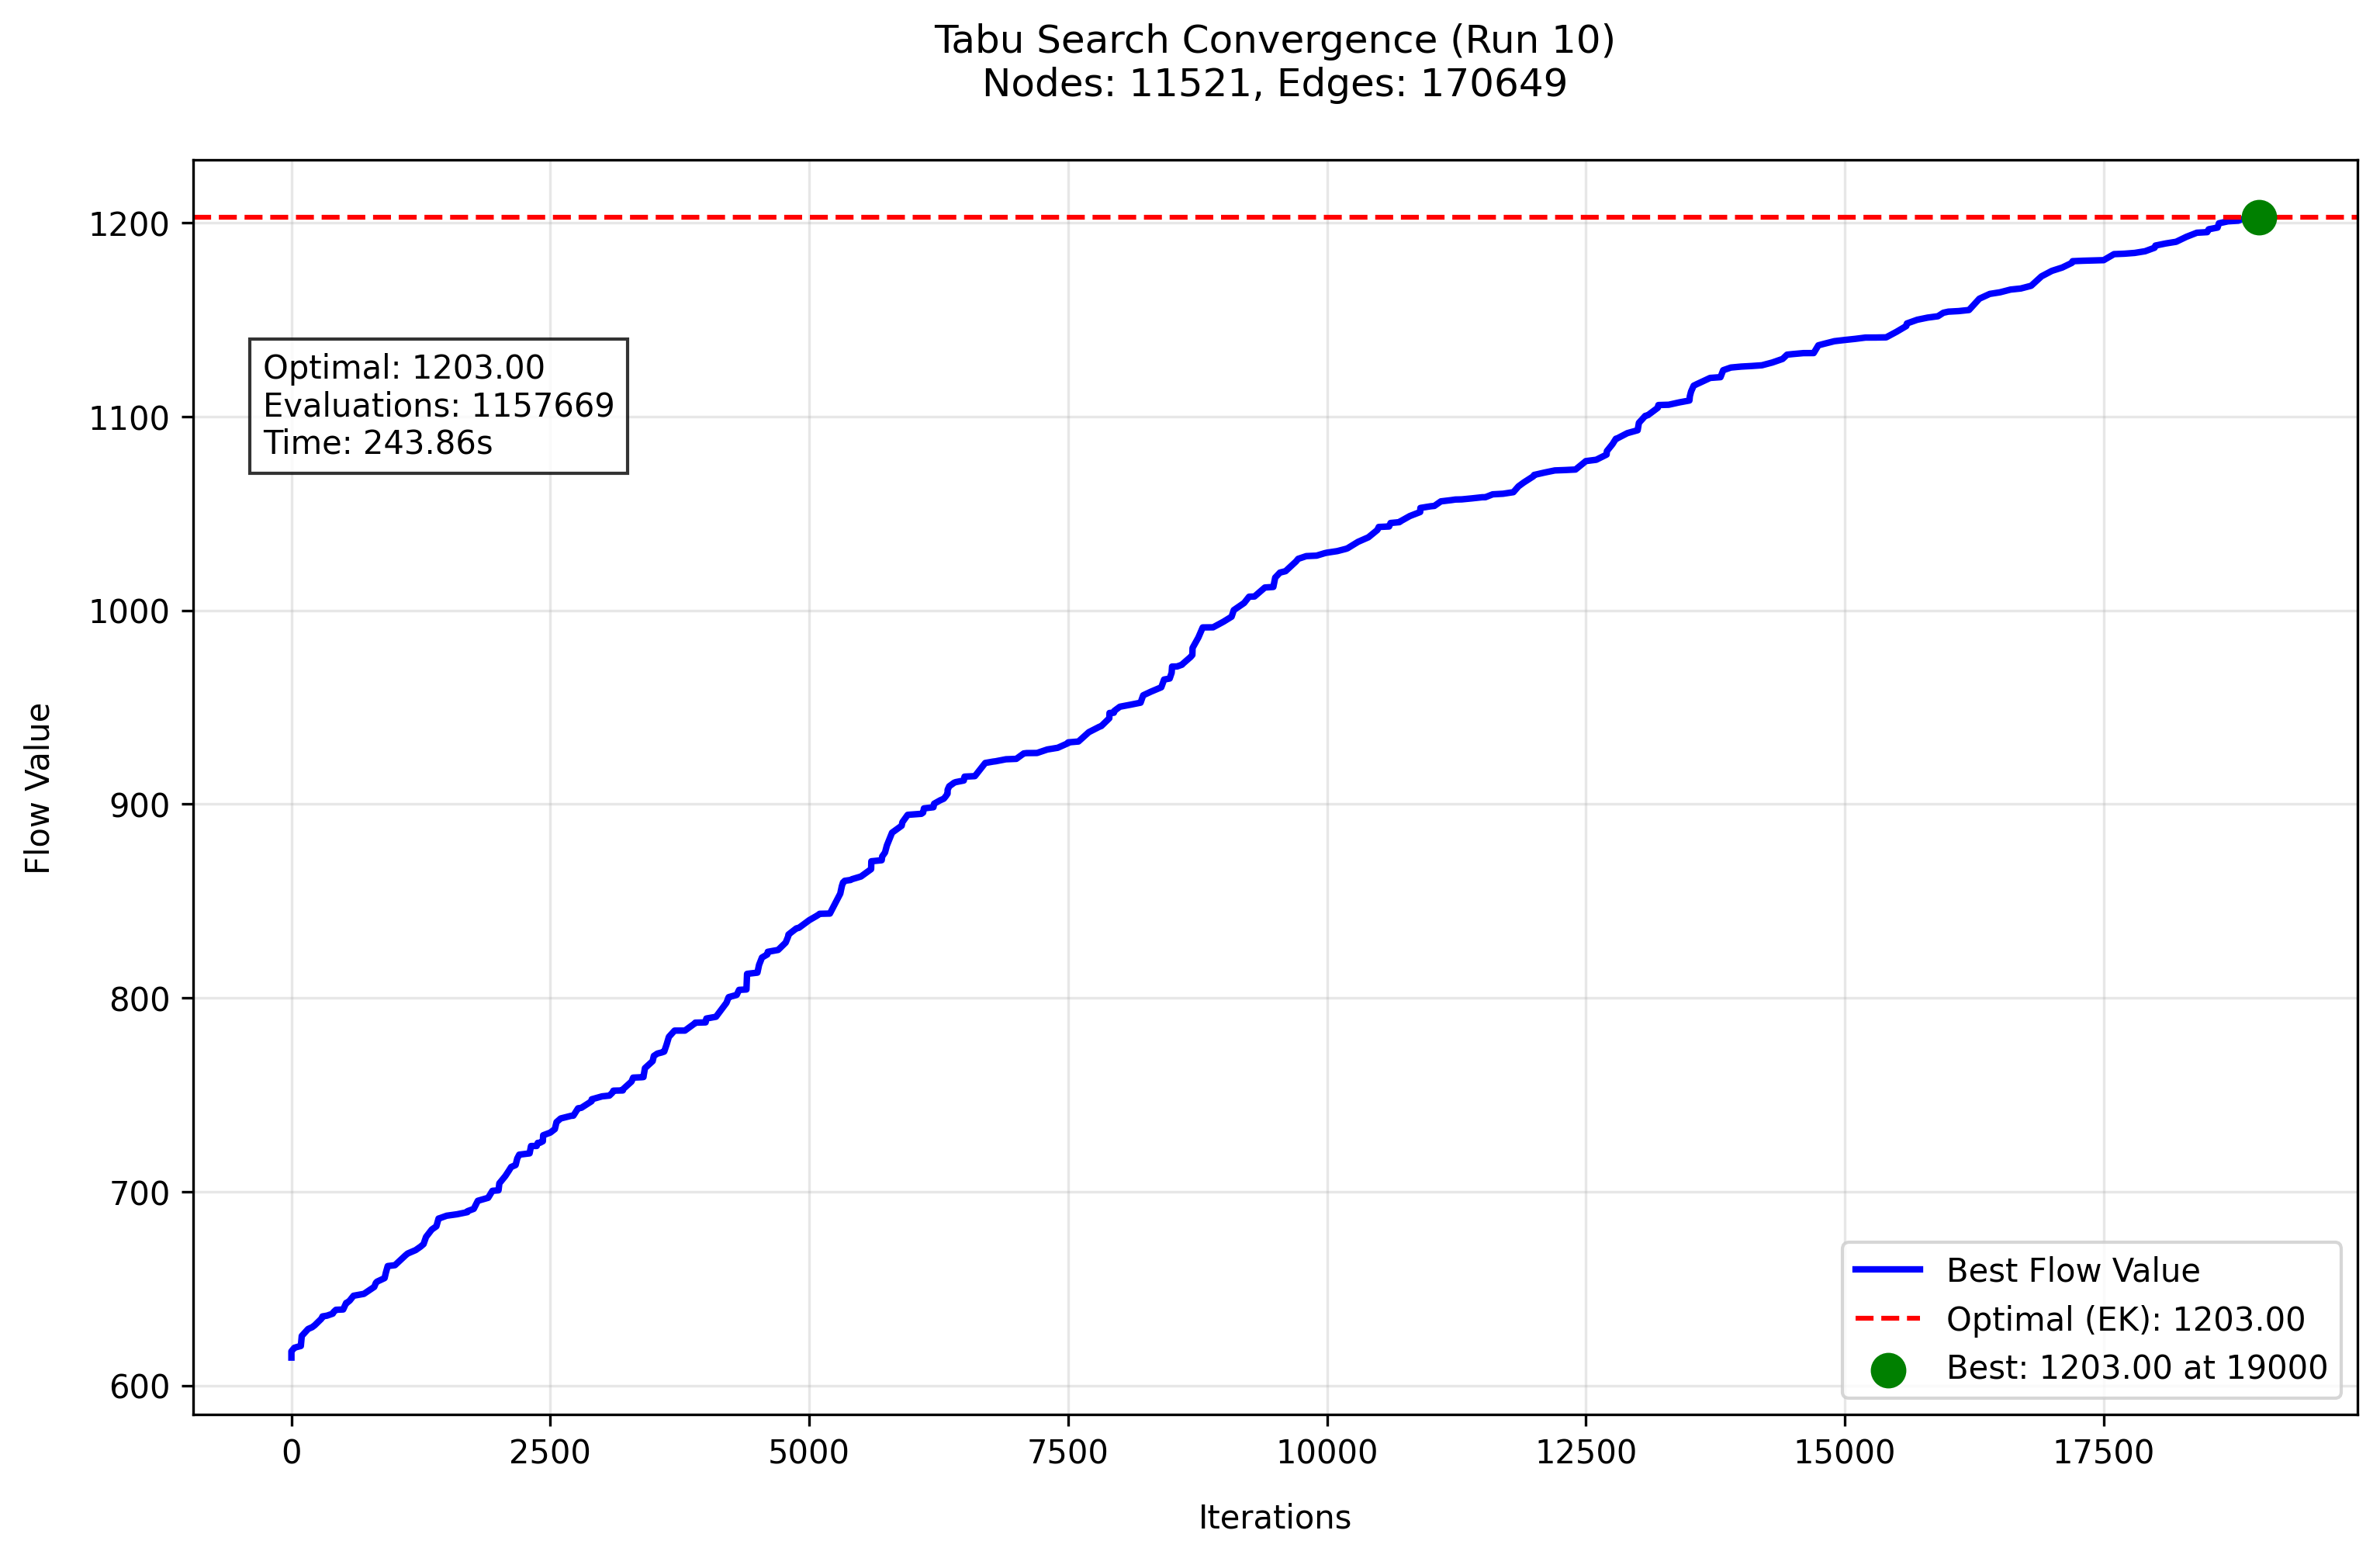 Tabu Search Convergence (Run 10)
Nodes: 11521, Edges: 170649
1200
1100
1000
900
800
700
600
Flow Value
Optimal: 1203.00
Evaluations: 1157669
Time: 243.86s
Best Flow Value
Optimal (EK): 1203.00
Best: 1203.00 at 19000
0 2500 5000 7500 10000 12500 15000 17500
Iterations